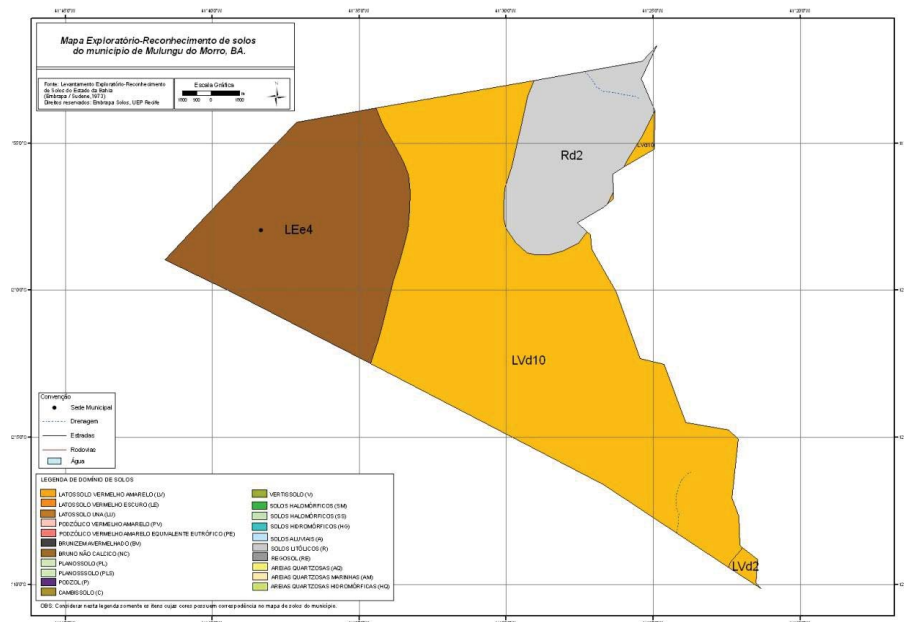 Mapa Exploratório-Reconhecimento de solos
do município de Mulungu do Morro, BA.
Fonte: Levantamento Exploratório-Reconhecimento
de Solos do Estado da Bahia
(Embrapa / Sudene, 1973)
Direitos reservados: Embrapa Solos, UEP Recife
Escala Gráfica
Rd2
LVd10
LEe4
LVd10
LVd2
Convenção
Sede Municipal
Drenagem
Estradas
Rodovias
Água
LEGENDA DE DOMÍNIO DE SOLOS
LATOSSOLO VERMELHO AMARELO (LV)
LATOSSOLO VERMELHO ESCURO (LE)
LATOSSOLO UNA (LU)
PODZÓLICO VERMELHO AMARELO (PV)
PODZÓLICO VERMELHO AMARELO EQUIVALENTE EUTRÓFICO (PE)
BRUNIZEM AVERMELHADO (BV)
BRUNO NÃO CALCICO (NC)
PLANOSSOLO (PL)
PLANOSSSOLO (PLS)
PODZOL (P)
CAMBISSOLO (C)
VERTISSOLO (V)
SOLOS HALOMÓRFICOS (SM)
SOLOS HALOMÓRFICOS (SS)
SOLOS HIDROMÓRFICOS (HG)
SOLOS ALUVIAIS (A)
SOLOS LITÓLICOS (R)
REGOSOL (RE)
AREIAS QUARTZOSAS (AQ)
AREIAS QUARTZOSAS MARINHAS (AM)
AREIAS QUARTZOSAS HIDROMÓRFICAS (HQ)
OBS: Considerar nesta legenda somente os itens cujas cores possuem correspondência no mapa de solos do município.